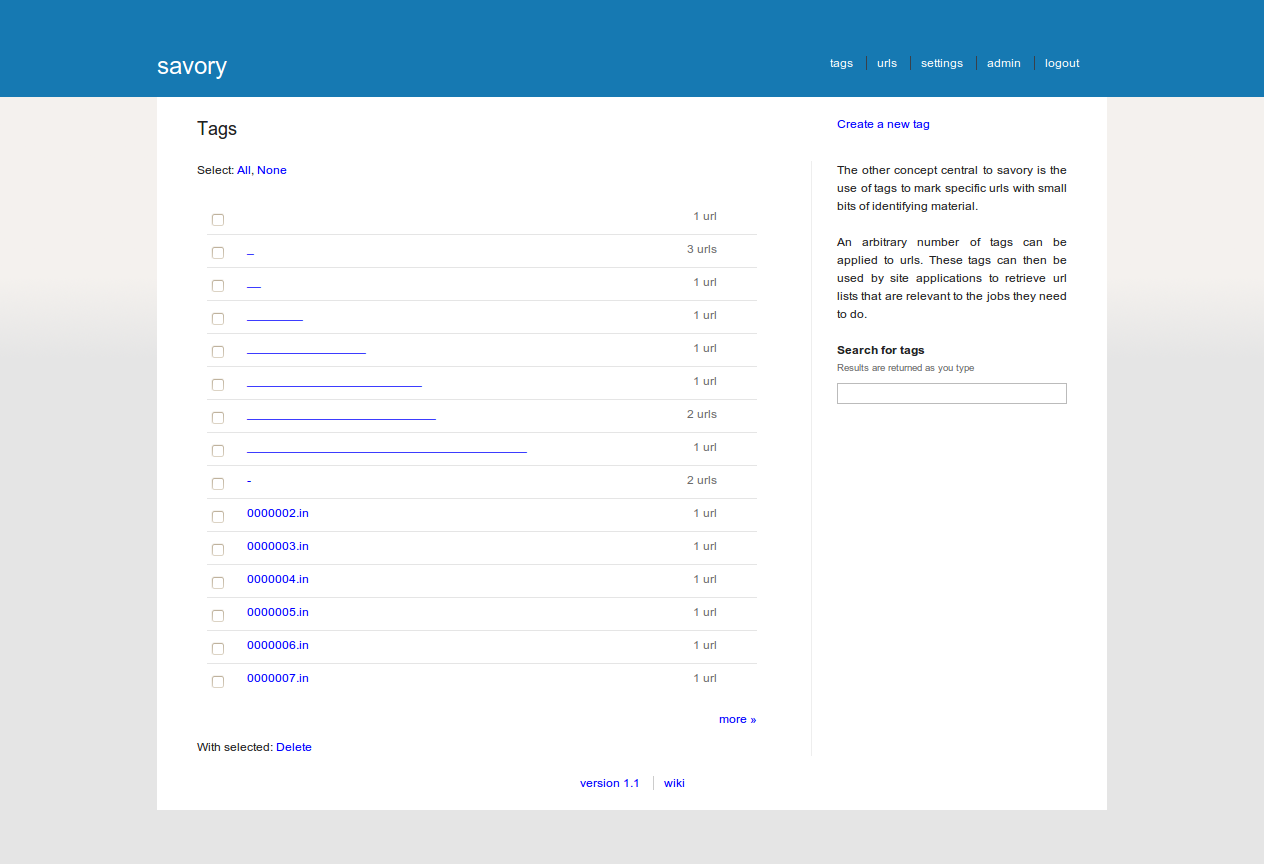 savory
tags urls settings admin logout
Tags
Create a new tag
Select: All, None
1 url
_ 3 urls
__ 1 url
________ 1 url
_________________ 1 url
_________________________ 1 url
___________________________ 2 urls
________________________________________ 1 url
- 2 urls
0000002.in 1 url
0000003.in 1 url
0000004.in 1 url
0000005.in 1 url
0000006.in 1 url
0000007.in 1 url
more »
With selected: Delete
The other concept central to savory is the
use of tags to mark specific urls with small
bits of identifying material.
An arbitrary number of tags can be
applied to urls. These tags can then be
used by site applications to retrieve url
lists that are relevant to the jobs they need
to do.
Search for tags
Results are returned as you type
version 1.1 wiki